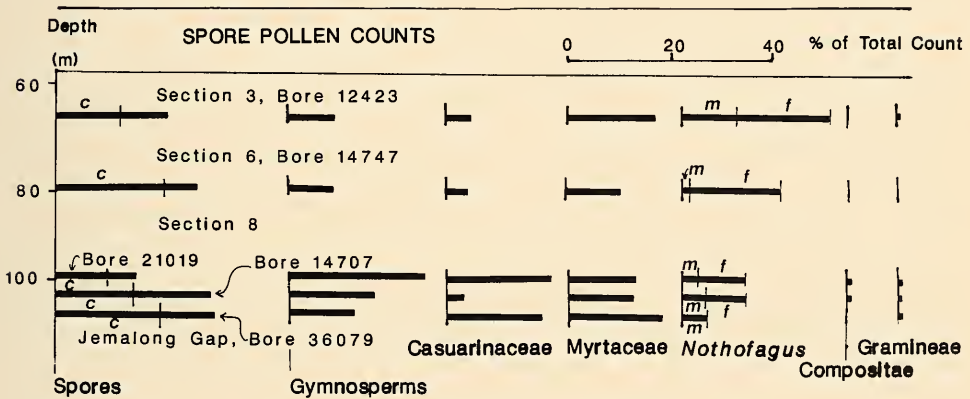 Depth
(m)
SPORE POLLEN COUNTS
0 20 40 % of Total Count
60
Section 3, Bore 12423
c m f
Section 6, Bore 14747
c m f
80
Section 8
Bore 21019 Bore 14707
100
m f
c
c m f
c m
Jemalong Gap, Bore 36079
Casuarinaceae Myrtaceae Nothofagus Gramineae
Compositae
Spores Gymnosperms